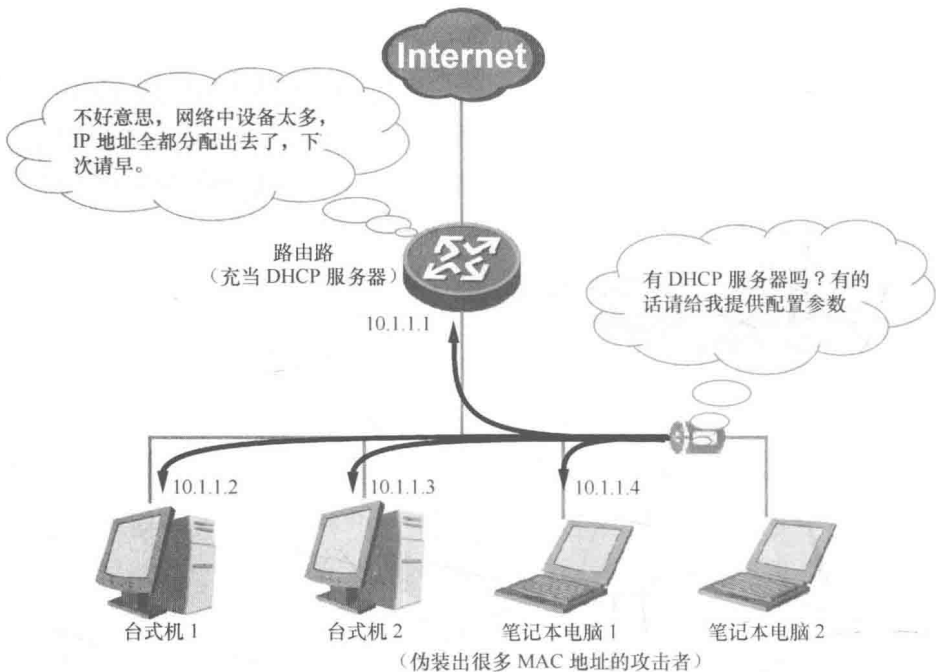 Internet
不好意思，网络中设备太多，
IP 地址全都分配出去了，下
次请早。
路由路
（充当 DHCP 服务器）
有 DHCP 服务器吗？有的
话请给我提供配置参数
10.1.1.1
10.1.1.2
10.1.1.3
10.1.1.4
台式机 1
台式机 2
笔记本电脑 1
笔记本电脑 2
（伪装出很多 MAC 地址的攻击者）